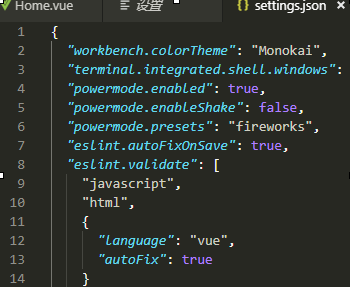 Home.vue 设置 settings.json
1 {
2 "workbench.colorTheme": "Monokai",
3 "terminal.integrated.shell.windows":
4 "powermode.enabled": true,
5 "powermode.enableShake": false,
6 "powermode.presets": "fireworks",
7 "eslint.autoFixOnSave": true,
8 "eslint.validate": [
9 "javascript",
10 "html",
11 {
12 "language": "vue",
13 "autoFix": true
14 }